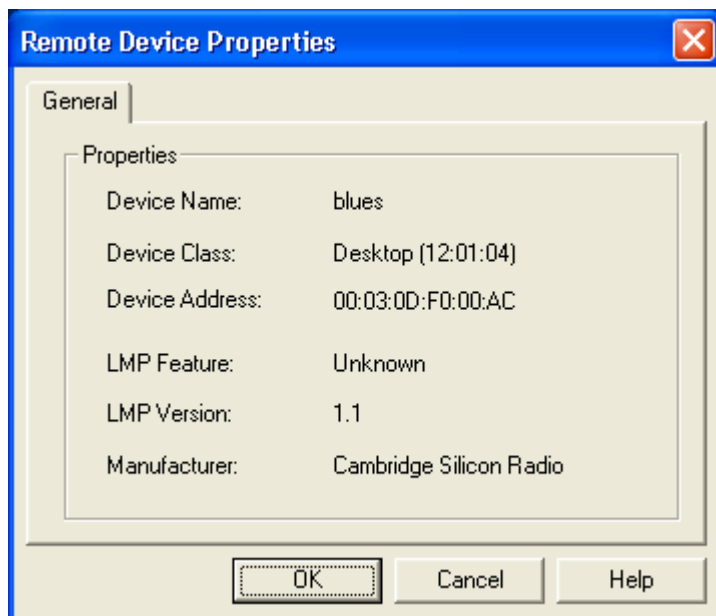 Remote Device Properties
General
Properties
Device Name: blues
Device Class: Desktop (12:01:04)
Device Address: 00:03:0D:F0:00:AC
LMP Feature: Unknown
LMP Version: 1.1
Manufacturer: Cambridge Silicon Radio
OK Cancel Help